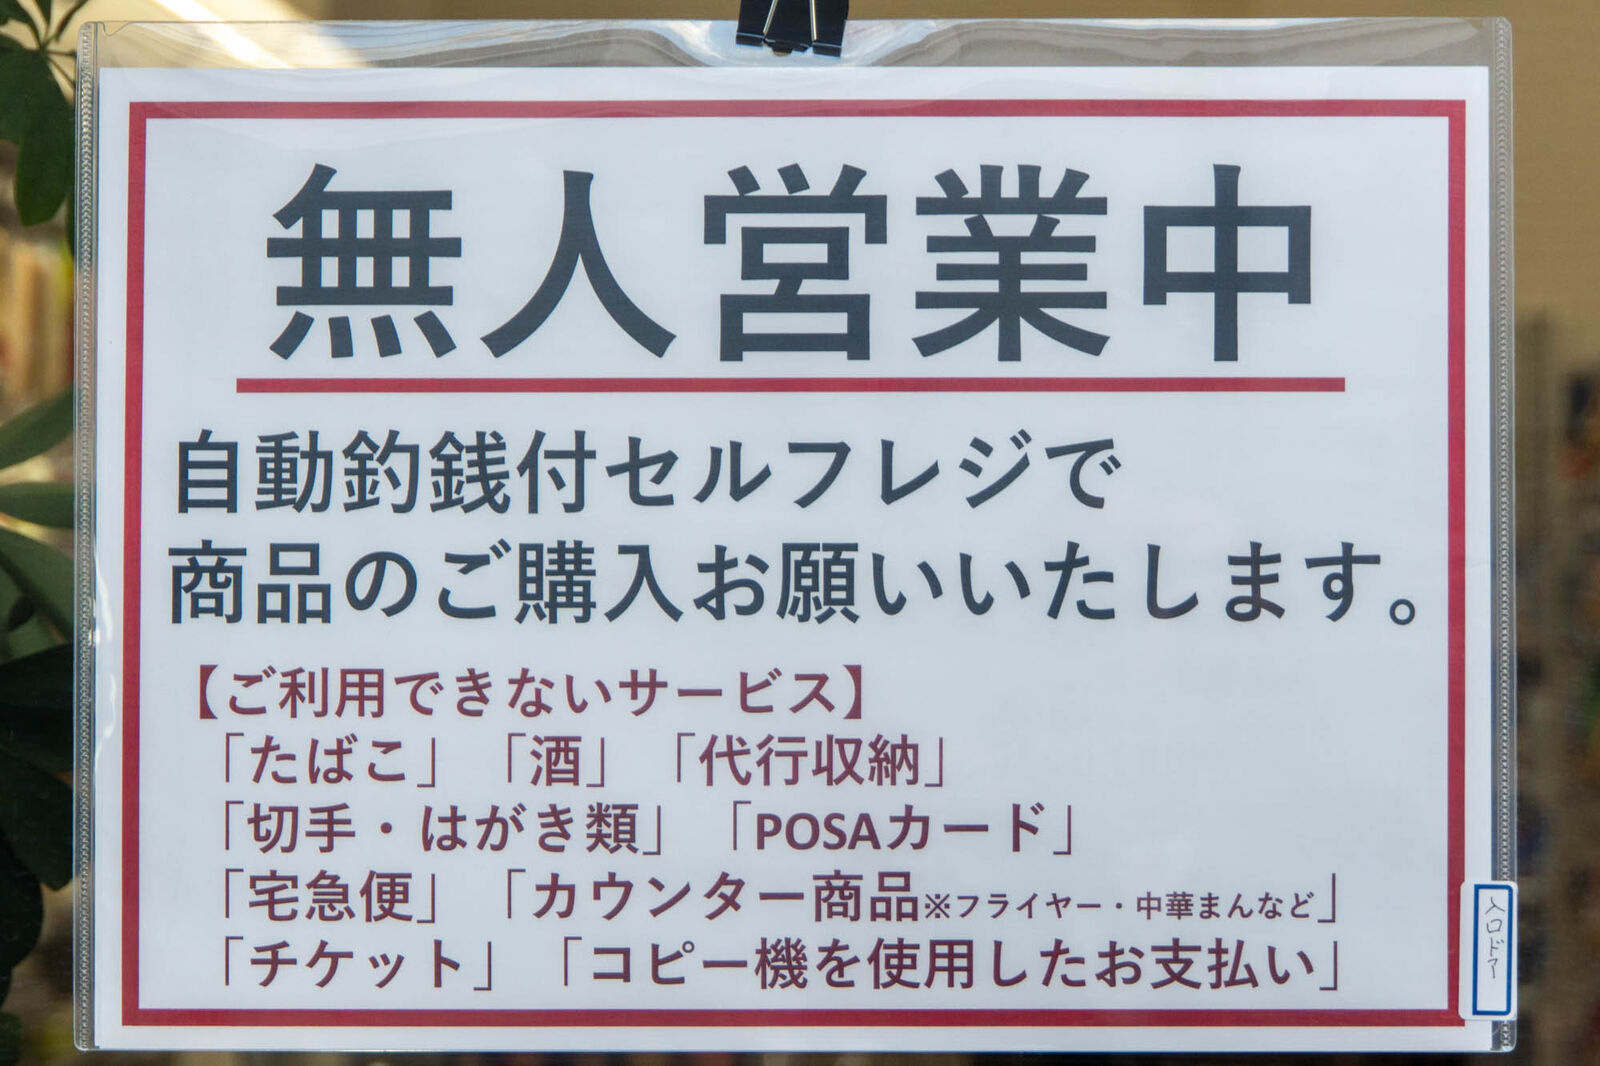 無人営業中
自動釣銭付セルフレジで
商品のご購入お願いいたします。
【ご利用できないサービス】
「たばこ」「酒」「代行収納」
「切手・はがき類」「POSAカード」
「宅急便」「カウンター商品※フライヤー・中華まんなど」
「チケット」「コピー機を使用したお支払い」
入口ドアー